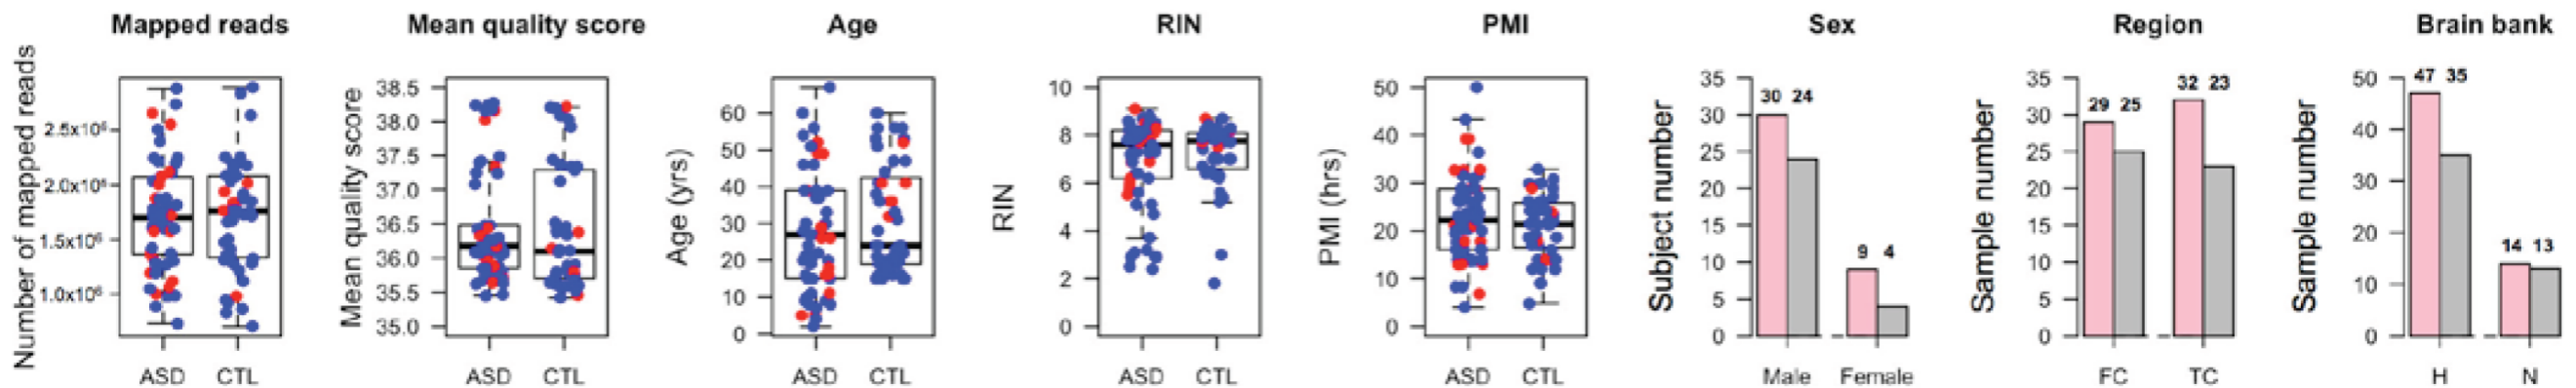 Mapped reads
Number of mapped reads
2.5x10⁶
2.0x10⁶
1.5x10⁶
1.0x10⁶
ASD CTL
Mean quality score
Mean quality score
38.5
38.0
37.5
37.0
36.5
36.0
35.5
35.0
ASD CTL
Age
Age (yrs)
60
50
40
30
20
10
0
ASD CTL
RIN
RIN
10
8
6
4
2
0
ASD CTL
PMI
PMI (hrs)
50
40
30
20
10
0
ASD CTL
Sex
Subject number
35
30
25
20
15
10
5
0
30 24
9 4
Male Female
Region
Sample number
35
30
25
20
15
10
5
0
29 25
32 23
FC TC
Brain bank
Sample number
50
40
30
20
10
0
47 35
14 13
H N